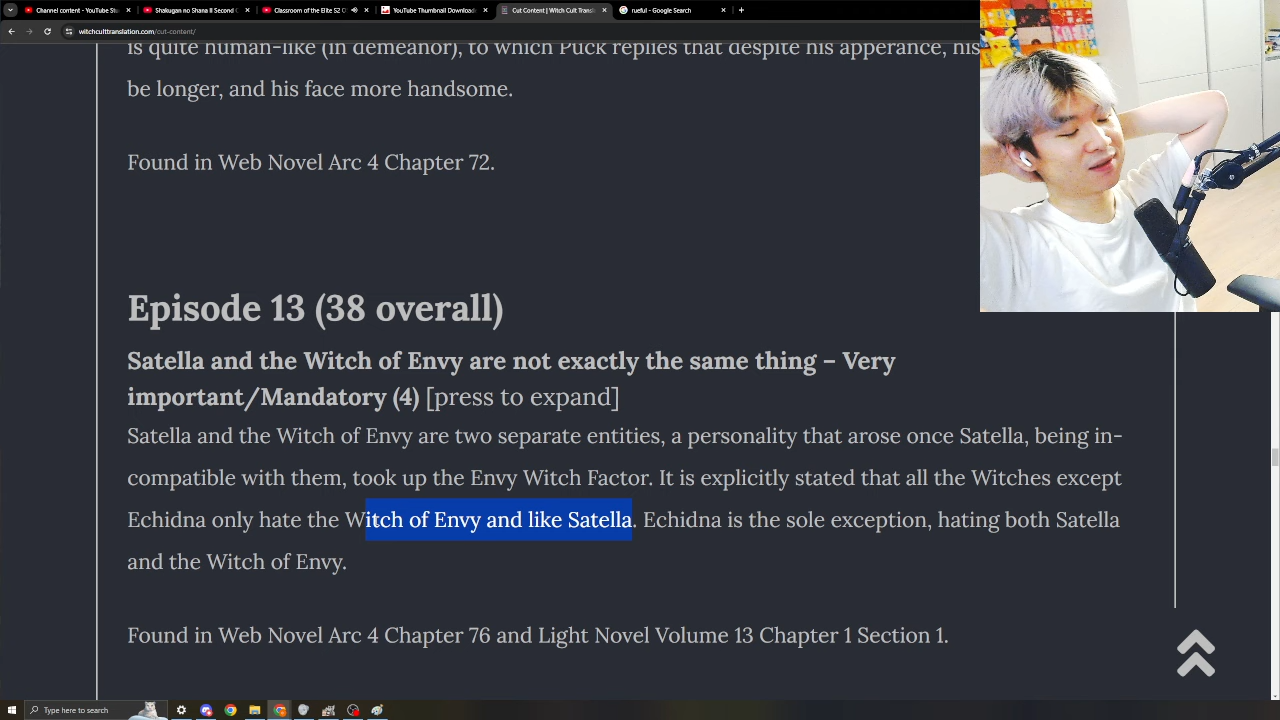 Channel content - YouTube Stu
Shakugan no Shana II Second
Classroom of the Elite S2 O
YouTube Thumbnail Download
Cut Content | Witch Cult Trans
rueful - Google Search
witchculttranslation.com/cut-content/
is quite human-like (in demeanor), to which Puck replies that despite his apperance, his
be longer, and his face more handsome.
Found in Web Novel Arc 4 Chapter 72.
Episode 13 (38 overall)
Satella and the Witch of Envy are not exactly the same thing – Very
important/Mandatory (4) [press to expand]
Satella and the Witch of Envy are two separate entities, a personality that arose once Satella, being in-
compatible with them, took up the Envy Witch Factor. It is explicitly stated that all the Witches except
Echidna only hate the Witch of Envy and like Satella. Echidna is the sole exception, hating both Satella
and the Witch of Envy.
Found in Web Novel Arc 4 Chapter 76 and Light Novel Volume 13 Chapter 1 Section 1.
Type here to search